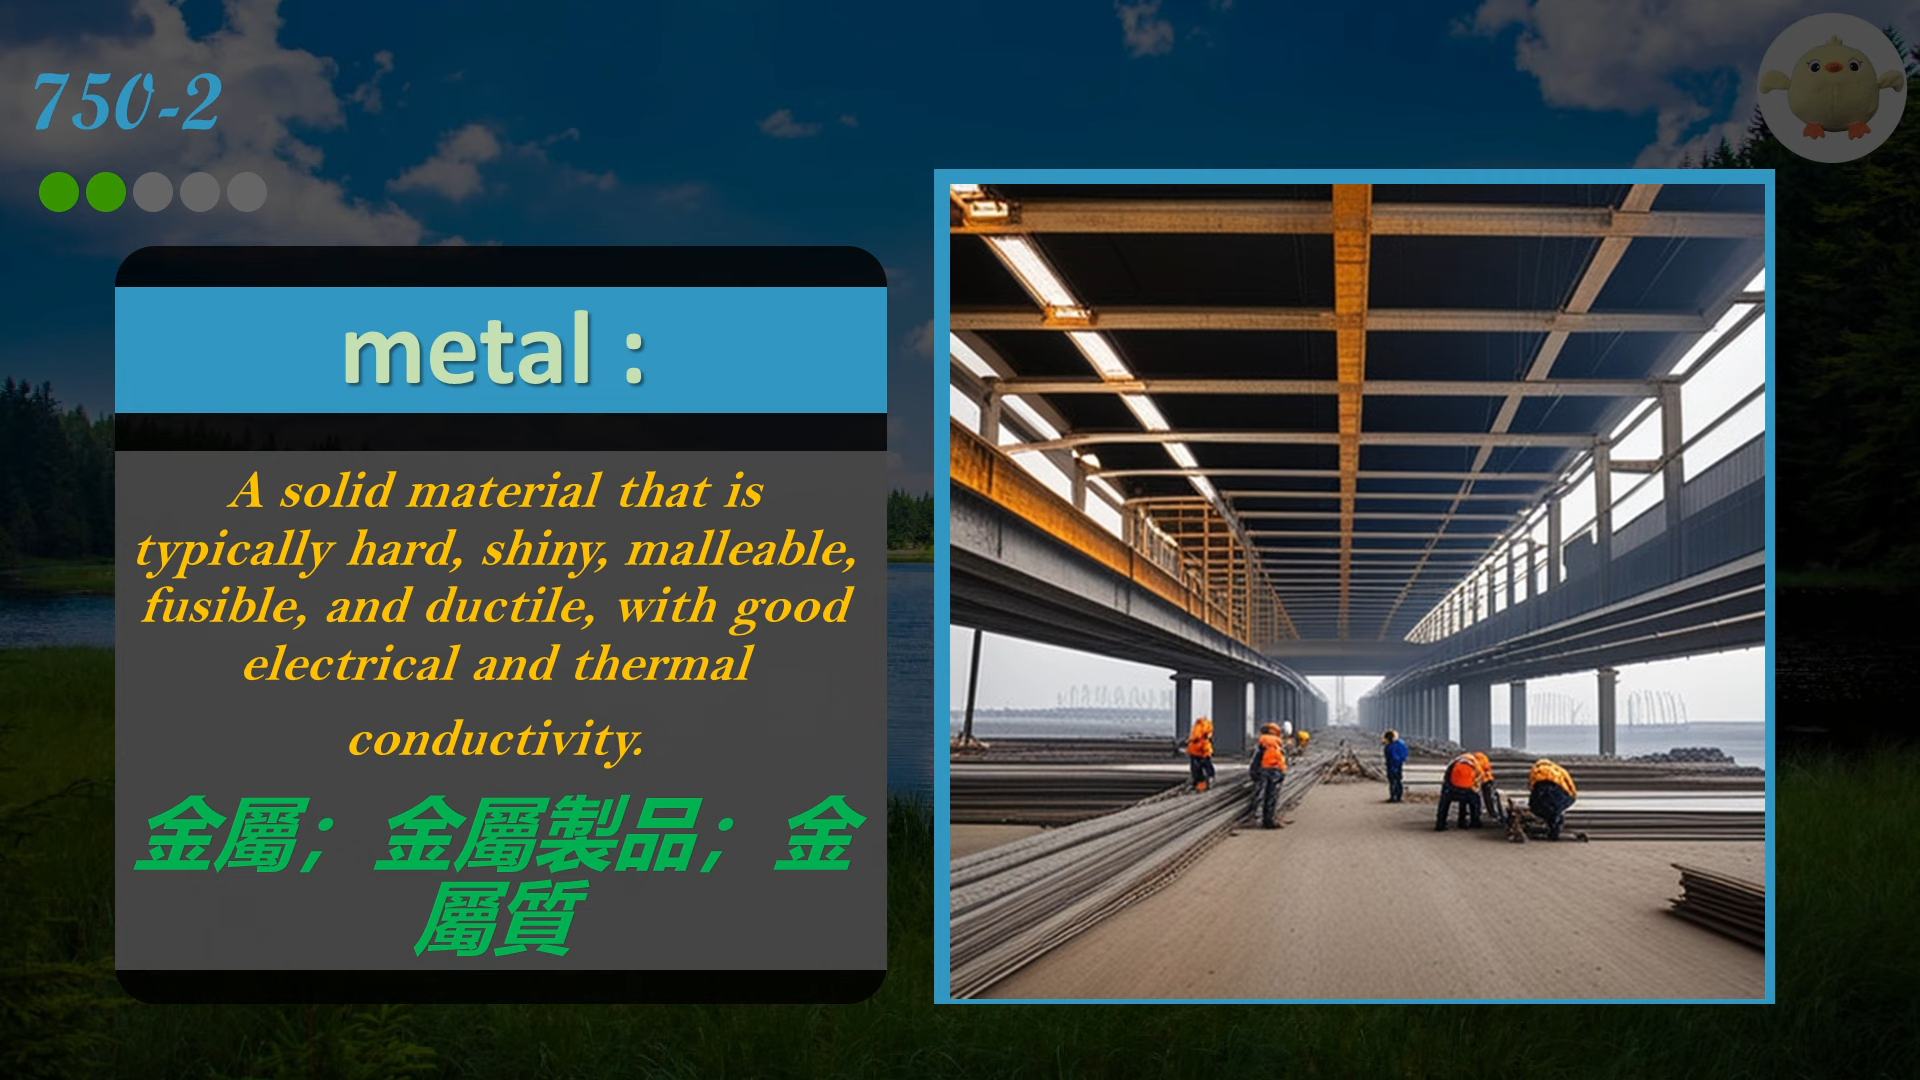 750-2
metal :
A solid material that is
typically hard, shiny, malleable,
fusible, and ductile, with good
electrical and thermal
conductivity.
金屬；金屬製品；金
屬質